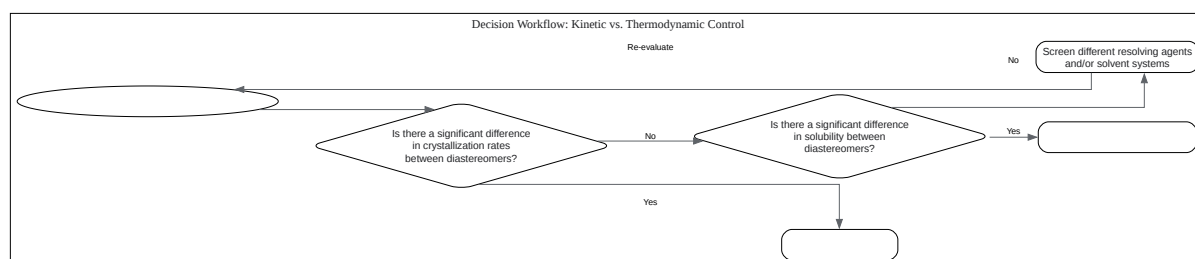 Decision Workflow: Kinetic vs. Thermodynamic Control
Re-evaluate
Screen different resolving agents
and/or solvent systems
No
Is there a significant difference
in crystallization rates
between diastereomers?
No
Is there a significant difference
in solubility between
diastereomers?
Yes
Yes